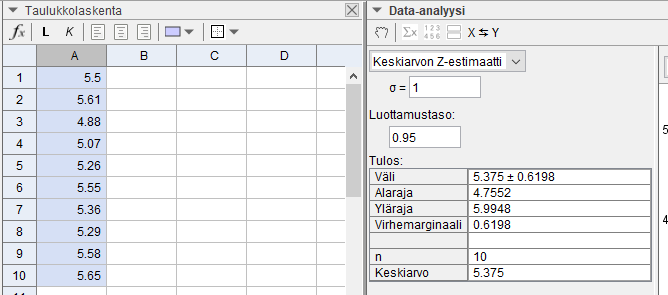 Taulukkolaskenta
fx L K
A B C D
1 5.5
2 5.61
3 4.88
4 5.07
5 5.26
6 5.55
7 5.36
8 5.29
9 5.58
10 5.65
Data-analyysi
Σx 123 456 X ⇆ Y
Keskiarvon Z-estimaatti
σ = 1
Luottamustaso:
0.95
Tulos:
Väli 5.375 ± 0.6198
Alaraja 4.7552
Yläraja 5.9948
Virhemarginaali 0.6198
n 10
Keskiarvo 5.375
5
4